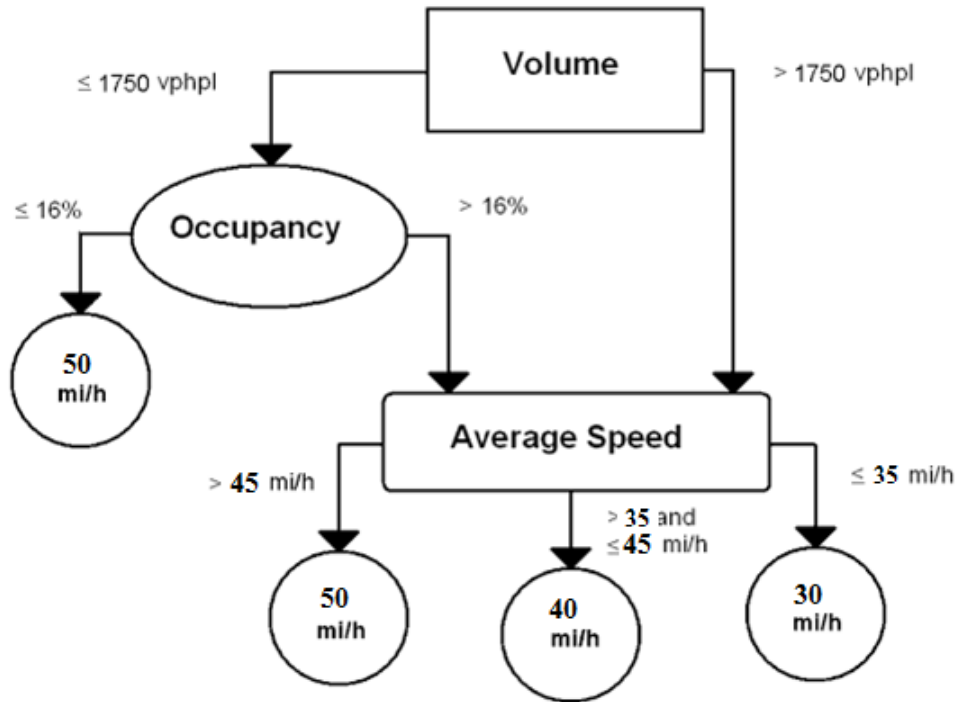 Volume
≤ 1750 vphpl
> 1750 vphpl
≤ 16%
Occupancy
> 16%
50
mi/h
Average Speed
> 45 mi/h
> 35 and
≤ 45 mi/h
≤ 35 mi/h
50
mi/h
40
mi/h
30
mi/h